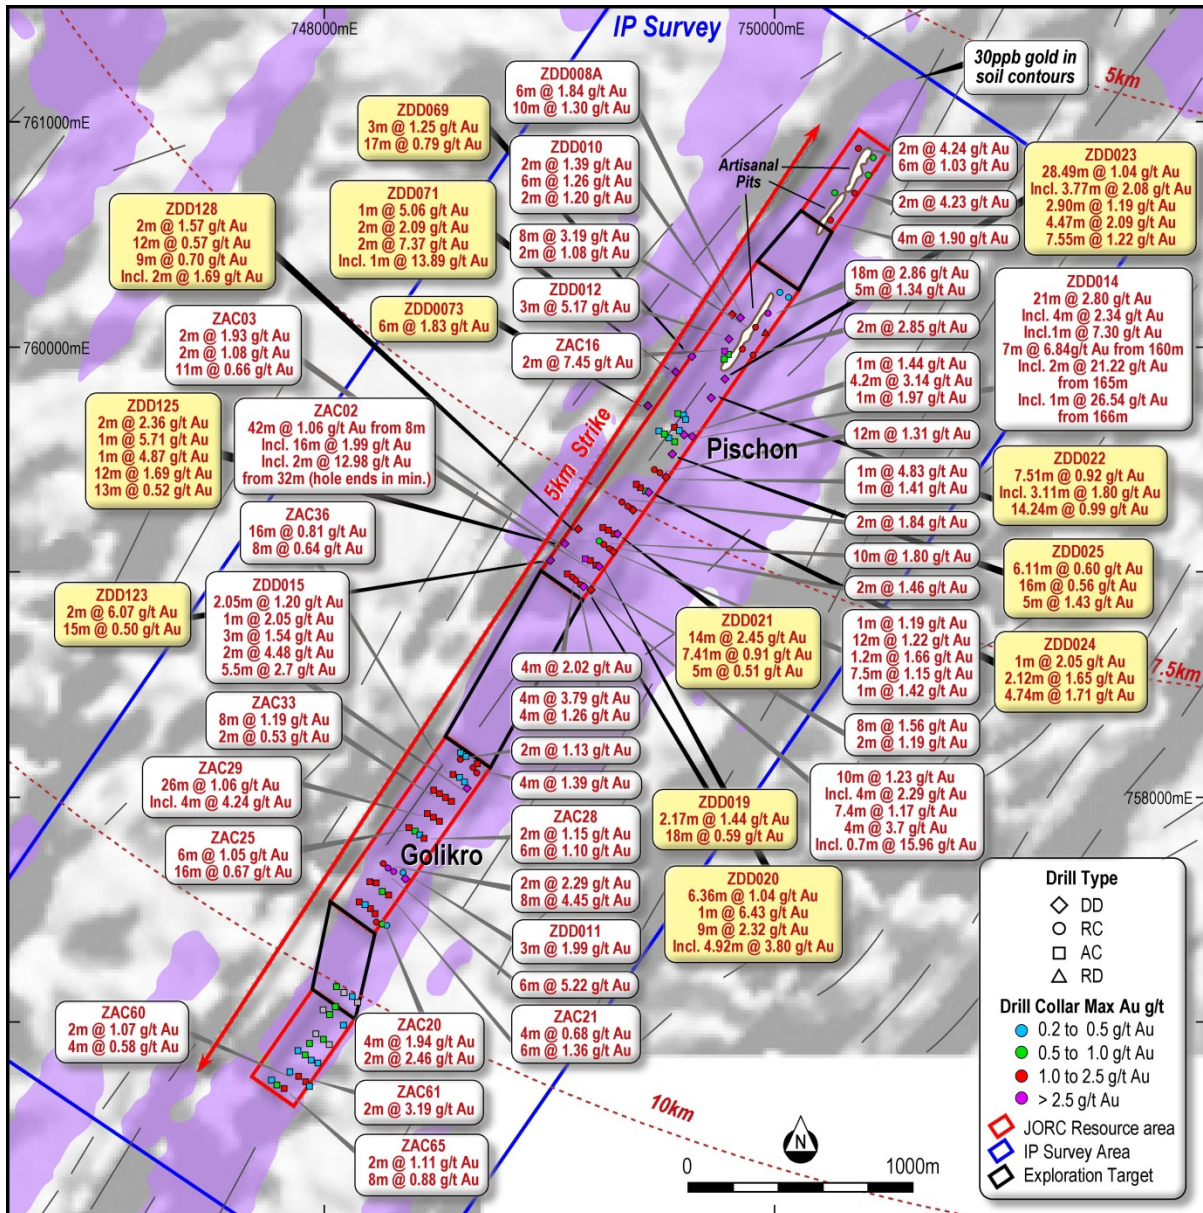 748000mE
750000mE
IP Survey
30ppb gold in
soil contours
5km
761000mE
ZDD008A
6m @ 1.84 g/t Au
10m @ 1.30 g/t Au
ZDD069
3m @ 1.25 g/t Au
17m @ 0.79 g/t Au
ZDD010
2m @ 1.39 g/t Au
6m @ 1.26 g/t Au
2m @ 1.20 g/t Au
Artisanal
Pits
2m @ 4.24 g/t Au
6m @ 1.03 g/t Au
2m @ 4.23 g/t Au
4m @ 1.90 g/t Au
ZDD023
28.49m @ 1.04 g/t Au
Incl. 3.77m @ 2.08 g/t Au
2.90m @ 1.19 g/t Au
4.47m @ 2.09 g/t Au
7.55m @ 1.22 g/t Au
ZDD128
2m @ 1.57 g/t Au
12m @ 0.57 g/t Au
9m @ 0.70 g/t Au
Incl. 2m @ 1.69 g/t Au
ZDD071
1m @ 5.06 g/t Au
2m @ 2.09 g/t Au
2m @ 7.37 g/t Au
Incl. 1m @ 13.89 g/t Au
8m @ 3.19 g/t Au
2m @ 1.08 g/t Au
18m @ 2.86 g/t Au
5m @ 1.34 g/t Au
ZDD014
21m @ 2.80 g/t Au
Incl. 4m @ 2.34 g/t Au
Incl.1m @ 7.30 g/t Au
7m @ 6.84g/t Au from 160m
Incl. 2m @ 21.22 g/t Au
from 165m
Incl. 1m @ 26.54 g/t Au
from 166m
ZDD012
3m @ 5.17 g/t Au
ZDD0073
6m @ 1.83 g/t Au
2m @ 2.85 g/t Au
760000mE
ZAC03
2m @ 1.93 g/t Au
2m @ 1.08 g/t Au
11m @ 0.66 g/t Au
ZAC16
2m @ 7.45 g/t Au
1m @ 1.44 g/t Au
4.2m @ 3.14 g/t Au
1m @ 1.97 g/t Au
ZDD125
2m @ 2.36 g/t Au
1m @ 5.71 g/t Au
1m @ 4.87 g/t Au
12m @ 1.69 g/t Au
13m @ 0.52 g/t Au
ZAC02
42m @ 1.06 g/t Au from 8m
Incl. 16m @ 1.99 g/t Au
Incl. 2m @ 12.98 g/t Au
from 32m (hole ends in min.)
5km Strike
Pischon
12m @ 1.31 g/t Au
1m @ 4.83 g/t Au
1m @ 1.41 g/t Au
ZDD022
7.51m @ 0.92 g/t Au
Incl. 3.11m @ 1.80 g/t Au
14.24m @ 0.99 g/t Au
ZAC36
16m @ 0.81 g/t Au
8m @ 0.64 g/t Au
2m @ 1.84 g/t Au
10m @ 1.80 g/t Au
2m @ 1.46 g/t Au
ZDD025
6.11m @ 0.60 g/t Au
16m @ 0.56 g/t Au
5m @ 1.43 g/t Au
ZDD123
2m @ 6.07 g/t Au
15m @ 0.50 g/t Au
ZDD015
2.05m @ 1.20 g/t Au
1m @ 2.05 g/t Au
3m @ 1.54 g/t Au
2m @ 4.48 g/t Au
5.5m @ 2.7 g/t Au
ZDD021
14m @ 2.45 g/t Au
7.41m @ 0.91 g/t Au
5m @ 0.51 g/t Au
1m @ 1.19 g/t Au
12m @ 1.22 g/t Au
1.2m @ 1.66 g/t Au
7.5m @ 1.15 g/t Au
1m @ 1.42 g/t Au
ZDD024
1m @ 2.05 g/t Au
2.12m @ 1.65 g/t Au
4.74m @ 1.71 g/t Au
7.5km
4m @ 2.02 g/t Au
4m @ 3.79 g/t Au
4m @ 1.26 g/t Au
ZAC33
8m @ 1.19 g/t Au
2m @ 0.53 g/t Au
8m @ 1.56 g/t Au
2m @ 1.19 g/t Au
2m @ 1.13 g/t Au
4m @ 1.39 g/t Au
ZAC29
26m @ 1.06 g/t Au
Incl. 4m @ 4.24 g/t Au
10m @ 1.23 g/t Au
Incl. 4m @ 2.29 g/t Au
7.4m @ 1.17 g/t Au
4m @ 3.7 g/t Au
Incl. 0.7m @ 15.96 g/t Au
758000mE
ZDD019
2.17m @ 1.44 g/t Au
18m @ 0.59 g/t Au
ZAC28
2m @ 1.15 g/t Au
6m @ 1.10 g/t Au
ZAC25
6m @ 1.05 g/t Au
16m @ 0.67 g/t Au
Golikro
2m @ 2.29 g/t Au
8m @ 4.45 g/t Au
ZDD020
6.36m @ 1.04 g/t Au
1m @ 6.43 g/t Au
9m @ 2.32 g/t Au
Incl. 4.92m @ 3.80 g/t Au
ZDD011
3m @ 1.99 g/t Au
6m @ 5.22 g/t Au
ZAC60
2m @ 1.07 g/t Au
4m @ 0.58 g/t Au
ZAC20
4m @ 1.94 g/t Au
2m @ 2.46 g/t Au
ZAC21
4m @ 0.68 g/t Au
6m @ 1.36 g/t Au
ZAC61
2m @ 3.19 g/t Au
ZAC65
2m @ 1.11 g/t Au
8m @ 0.88 g/t Au
10km
N
0
1000m
Drill Type
DD
RC
AC
RD
Drill Collar Max Au g/t
0.2 to 0.5 g/t Au
0.5 to 1.0 g/t Au
1.0 to 2.5 g/t Au
> 2.5 g/t Au
JORC Resource area
IP Survey Area
Exploration Target